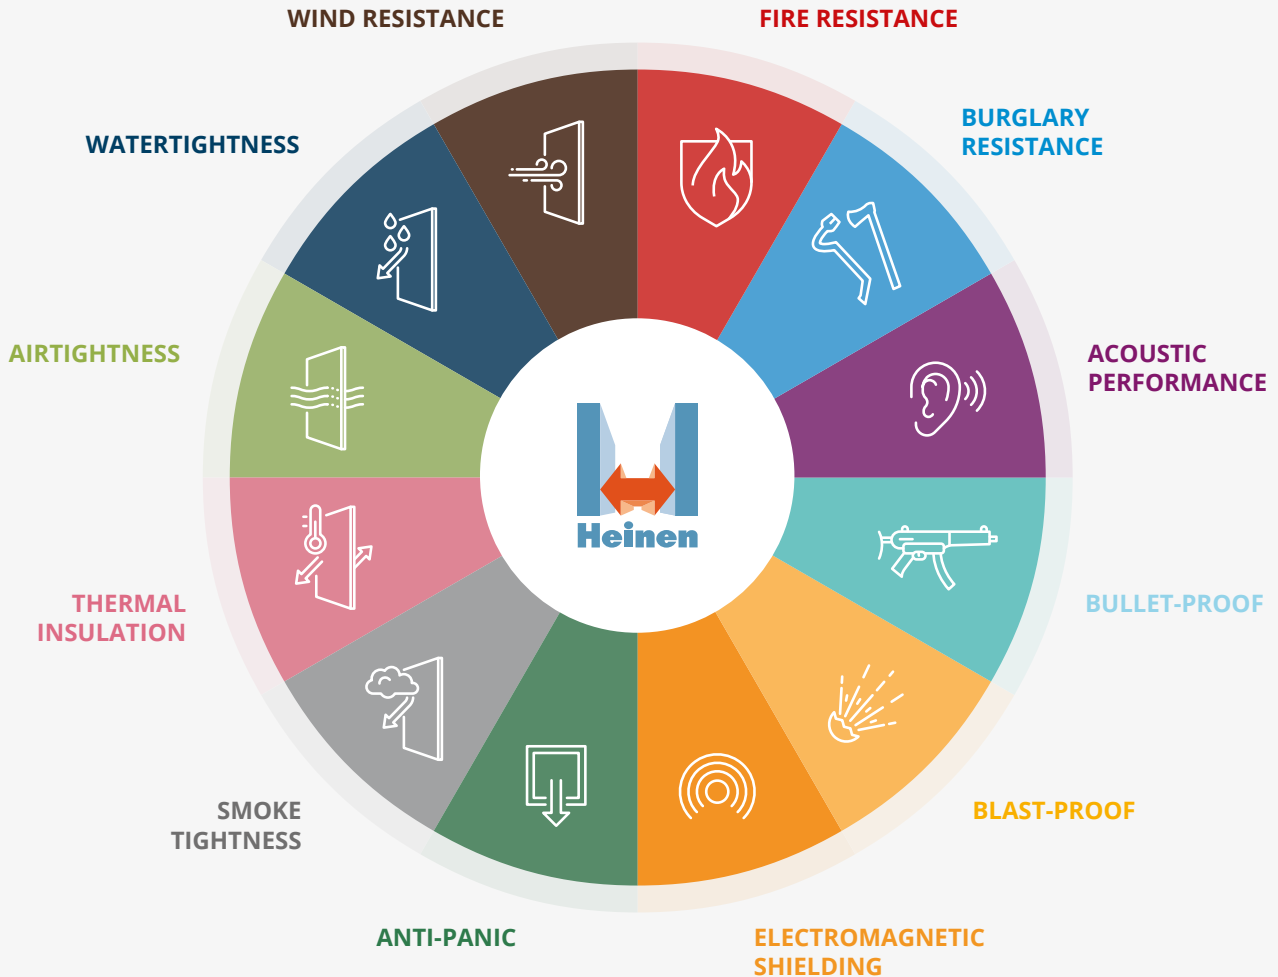 WIND RESISTANCE
FIRE RESISTANCE
BURGLARY
RESISTANCE
WATERTIGHTNESS
AIRTIGHTNESS
ACOUSTIC
PERFORMANCE
Heinen
THERMAL
INSULATION
BULLET-PROOF
SMOKE
TIGHTNESS
BLAST-PROOF
ANTI-PANIC
ELECTROMAGNETIC
SHIELDING